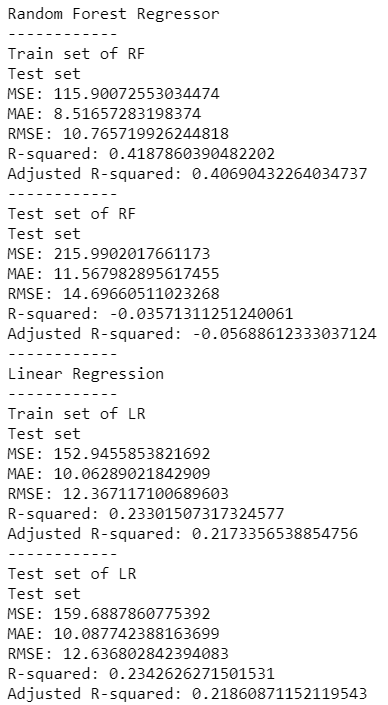 Random Forest Regressor
------------
Train set of RF
Test set
MSE: 115.90072553034474
MAE: 8.51657283198374
RMSE: 10.765719926244818
R-squared: 0.4187860390482202
Adjusted R-squared: 0.40690432264034737
------------
Test set of RF
Test set
MSE: 215.9902017661173
MAE: 11.567982895617455
RMSE: 14.69660511023268
R-squared: -0.03571311251240061
Adjusted R-squared: -0.05688612333037124
------------
Linear Regression
------------
Train set of LR
Test set
MSE: 152.9455853821692
MAE: 10.06289021842909
RMSE: 12.367117100689603
R-squared: 0.23301507317324577
Adjusted R-squared: 0.2173356538854756
------------
Test set of LR
Test set
MSE: 159.6887860775392
MAE: 10.087742388163699
RMSE: 12.636802842394083
R-squared: 0.2342626271501531
Adjusted R-squared: 0.21860871152119543